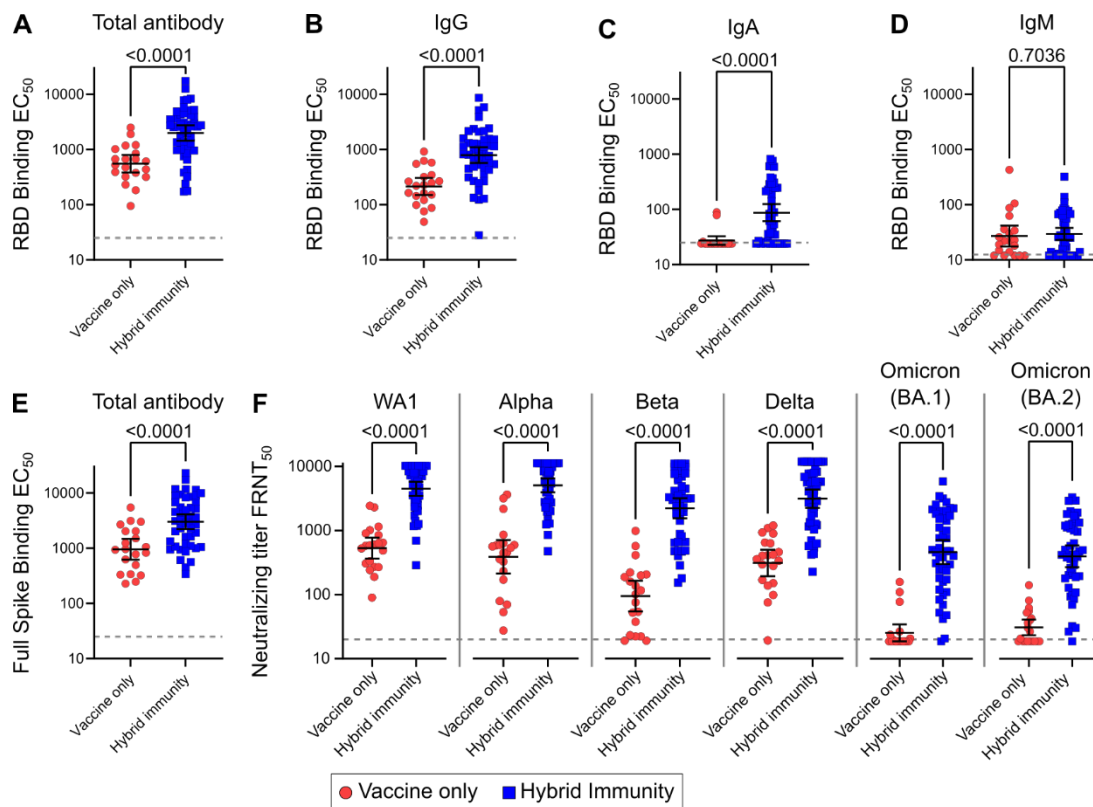 A
Total antibody
<0.0001
RBD Binding EC50
10000
1000
100
10
Vaccine only
Hybrid immunity
B
IgG
<0.0001
RBD Binding EC50
10000
1000
100
10
Vaccine only
Hybrid immunity
C
IgA
<0.0001
RBD Binding EC50
10000
1000
100
10
Vaccine only
Hybrid immunity
D
IgM
0.7036
RBD Binding EC50
10000
1000
100
10
Vaccine only
Hybrid immunity
E
Total antibody
<0.0001
Full Spike Binding EC50
10000
1000
100
10
Vaccine only
Hybrid immunity
F
Neutralizing titer FRNT50
10000
1000
100
10
WA1
<0.0001
Vaccine only
Hybrid immunity
Alpha
<0.0001
Vaccine only
Hybrid immunity
Beta
<0.0001
Vaccine only
Hybrid immunity
Delta
<0.0001
Vaccine only
Hybrid immunity
Omicron
(BA.1)
<0.0001
Vaccine only
Hybrid immunity
Omicron
(BA.2)
<0.0001
Vaccine only
Hybrid immunity
Vaccine only
Hybrid Immunity